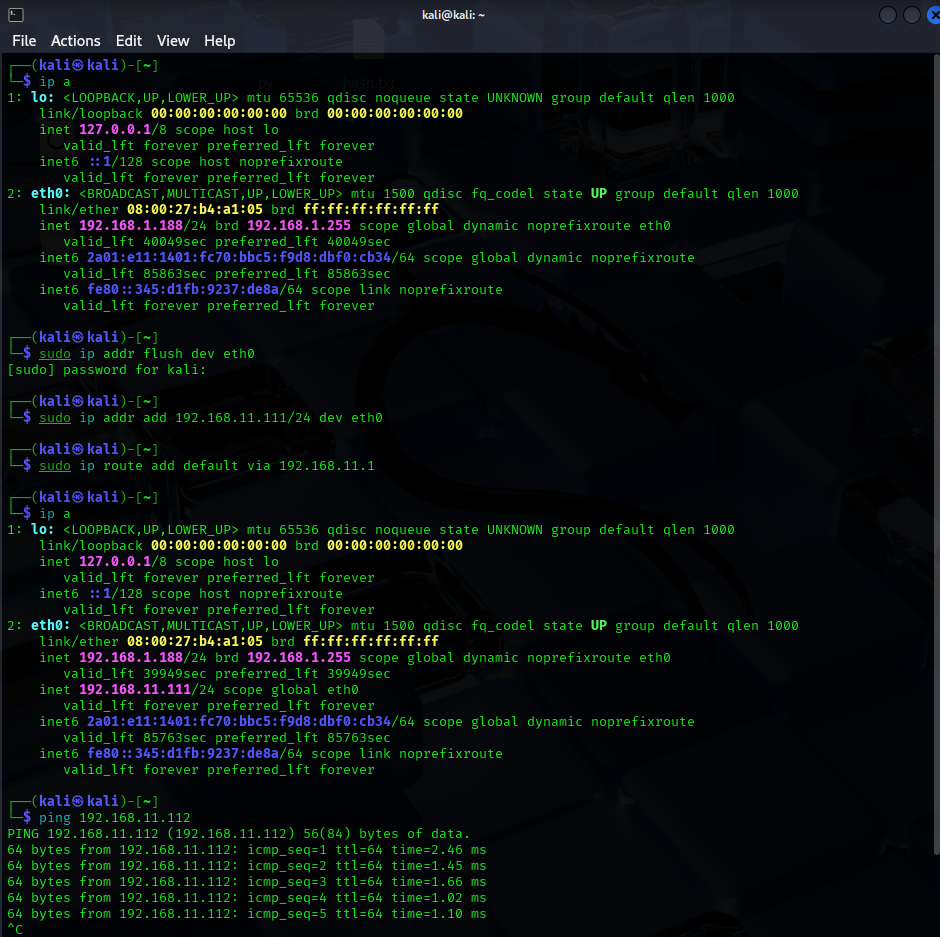 kali@kali: ~
File Actions Edit View Help
┌──(kali㉿kali)-[~]
└─$ ip a
1: lo: <LOOPBACK,UP,LOWER_UP> mtu 65536 qdisc noqueue state UNKNOWN group default qlen 1000
    link/loopback 00:00:00:00:00:00 brd 00:00:00:00:00:00
    inet 127.0.0.1/8 scope host lo
       valid_lft forever preferred_lft forever
    inet6 ::1/128 scope host noprefixroute
       valid_lft forever preferred_lft forever
2: eth0: <BROADCAST,MULTICAST,UP,LOWER_UP> mtu 1500 qdisc fq_codel state UP group default qlen 1000
    link/ether 08:00:27:b4:a1:05 brd ff:ff:ff:ff:ff:ff
    inet 192.168.1.188/24 brd 192.168.1.255 scope global dynamic noprefixroute eth0
       valid_lft 40049sec preferred_lft 40049sec
    inet6 2a01:e11:1401:fc70:bbc5:f9d8:dbf0:cb34/64 scope global dynamic noprefixroute
       valid_lft 85863sec preferred_lft 85863sec
    inet6 fe80::345:d1fb:9237:de8a/64 scope link noprefixroute
       valid_lft forever preferred_lft forever
┌──(kali㉿kali)-[~]
└─$ sudo ip addr flush dev eth0
[sudo] password for kali:
┌──(kali㉿kali)-[~]
└─$ sudo ip addr add 192.168.11.111/24 dev eth0
┌──(kali㉿kali)-[~]
└─$ sudo ip route add default via 192.168.11.1
┌──(kali㉿kali)-[~]
└─$ ip a
1: lo: <LOOPBACK,UP,LOWER_UP> mtu 65536 qdisc noqueue state UNKNOWN group default qlen 1000
    link/loopback 00:00:00:00:00:00 brd 00:00:00:00:00:00
    inet 127.0.0.1/8 scope host lo
       valid_lft forever preferred_lft forever
    inet6 ::1/128 scope host noprefixroute
       valid_lft forever preferred_lft forever
2: eth0: <BROADCAST,MULTICAST,UP,LOWER_UP> mtu 1500 qdisc fq_codel state UP group default qlen 1000
    link/ether 08:00:27:b4:a1:05 brd ff:ff:ff:ff:ff:ff
    inet 192.168.1.188/24 brd 192.168.1.255 scope global dynamic noprefixroute eth0
       valid_lft 39949sec preferred_lft 39949sec
    inet 192.168.11.111/24 scope global eth0
       valid_lft forever preferred_lft forever
    inet6 2a01:e11:1401:fc70:bbc5:f9d8:dbf0:cb34/64 scope global dynamic noprefixroute
       valid_lft 85763sec preferred_lft 85763sec
    inet6 fe80::345:d1fb:9237:de8a/64 scope link noprefixroute
       valid_lft forever preferred_lft forever
┌──(kali㉿kali)-[~]
└─$ ping 192.168.11.112
PING 192.168.11.112 (192.168.11.112) 56(84) bytes of data.
64 bytes from 192.168.11.112: icmp_seq=1 ttl=64 time=2.46 ms
64 bytes from 192.168.11.112: icmp_seq=2 ttl=64 time=1.45 ms
64 bytes from 192.168.11.112: icmp_seq=3 ttl=64 time=1.66 ms
64 bytes from 192.168.11.112: icmp_seq=4 ttl=64 time=1.02 ms
64 bytes from 192.168.11.112: icmp_seq=5 ttl=64 time=1.10 ms
^C